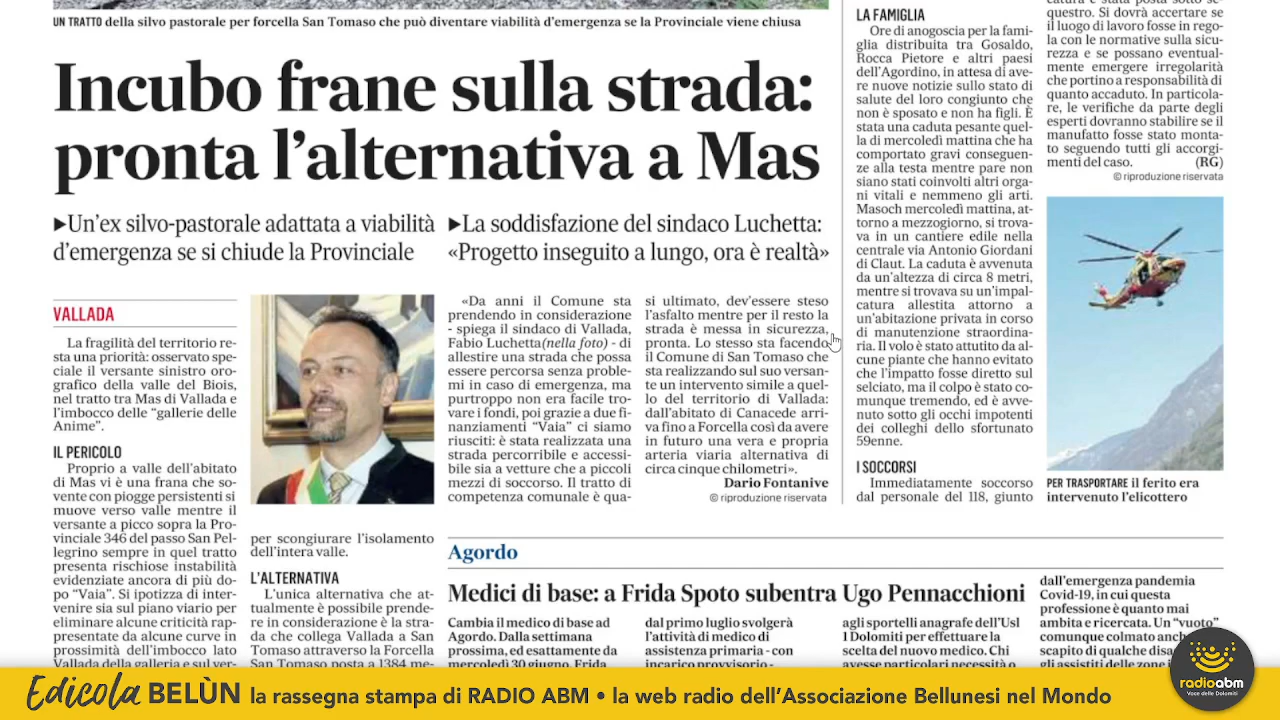 UN TRATTO della silvo pastorale per forcella San Tomaso che può diventare viabilità d'emergenza se la Provinciale viene chiusa
Incubo frane sulla strada:
pronta l'alternativa a Mas
▶Un'ex silvo-pastorale adattata a viabilità
d'emergenza se si chiude la Provinciale
▶La soddisfazione del sindaco Luchetta:
«Progetto inseguito a lungo, ora è realtà»
VALLADA
La fragilità del territorio re-
sta una priorità: osservato spe-
ciale il versante sinistro oro-
grafico della valle del Biois,
nel tratto tra Mas di Vallada e
l'imbocco delle “gallerie delle
Anime”.
IL PERICOLO
Proprio a valle dell'abitato
di Mas vi è una frana che so-
vente con piogge persistenti si
muove verso valle mentre il
versante a picco sopra la Pro-
vinciale 346 del passo San Pel-
legrino sempre in quel tratto
presenta rischiose instabilità
evidenziate ancora di più do-
po “Vaia”. Si ipotizza di inter-
venire sia sul piano viario per
eliminare alcune criticità rap-
presentate da alcune curve in
prossimità dell'imbocco lato
Vallada della galleria e sul ver-
per scongiurare l'isolamento
dell'intera valle.
L'ALTERNATIVA
L'unica alternativa che at-
tualmente è possibile prende-
re in considerazione è la stra-
da che collega Vallada a San
Tomaso attraverso la Forcella
San Tomaso posta a 1384 me-
«Da anni il Comune sta
prendendo in considerazione
- spiega il sindaco di Vallada,
Fabio Luchetta(nella foto) - di
allestire una strada che possa
essere percorsa senza proble-
mi in caso di emergenza, ma
purtroppo non era facile tro-
vare i fondi, poi grazie a due fi-
nanziamenti “Vaia” ci siamo
riusciti: è stata realizzata una
strada percorribile e accessi-
bile sia a vetture che a piccoli
mezzi di soccorso. Il tratto di
competenza comunale è qua-
si ultimato, dev'essere steso
l'asfalto mentre per il resto la
strada è messa in sicurezza,
pronta. Lo stesso sta facendo
il Comune di San Tomaso che
sta realizzando sul suo versan-
te un intervento simile a quel-
lo del territorio di Vallada:
dall'abitato di Canacede arri-
va fino a Forcella così da avere
in futuro una vera e propria
arteria viaria alternativa di
circa cinque chilometri».
Dario Fontanive
© riproduzione riservata
LA FAMIGLIA
Ore di anogoscia per la fami-
glia distribuita tra Gosaldo,
Rocca Pietore e altri paesi
dell'Agordino, in attesa di ave-
re nuove notizie sullo stato di
salute del loro congiunto che
non è sposato e non ha figli. È
stata una caduta pesante quel-
la di mercoledì mattina che ha
comportato gravi conseguen-
ze alla testa mentre pare non
siano stati coinvolti altri orga-
ni vitali e nemmeno gli arti.
Masoch mercoledì mattina, at-
torno a mezzogiorno, si trova-
va in un cantiere edile nella
centrale via Antonio Giordani
di Claut. La caduta è avvenuta
da un'altezza di circa 8 metri,
mentre si trovava su un'impal-
catura allestita attorno a
un'abitazione privata in corso
di manutenzione straordina-
ria. Il volo è stato attutito da al-
cune piante che hanno evitato
che l'impatto fosse diretto sul
selciato, ma il colpo è stato co-
munque tremendo, ed è avve-
nuto sotto gli occhi impotenti
dei colleghi dello sfortunato
59enne.
I SOCCORSI
Immediatamente soccorso
dal personale del 118, giunto
questro. Si dovrà accertare se
il luogo di lavoro fosse in rego-
la con le normative sulla sicu-
rezza e se possano eventual-
mente emergere irregolarità
che portino a responsabilità di
quanto accaduto. In particola-
re, le verifiche da parte degli
esperti dovranno stabilire se il
manufatto fosse stato monta-
to seguendo tutti gli accorgi-
menti del caso. (RG)
© riproduzione riservata
PER TRASPORTARE il ferito era
intervenuto l'elicottero
Agordo
Medici di base: a Frida Spoto subentra Ugo Pennacchioni
Cambia il medico di base ad
Agordo. Dalla settimana
prossima, ed esattamente da
mercoledì 30 giugno, Frida
dal primo luglio svolgerà
l'attività di medico di
assistenza primaria - con
incarico provvisorio -
agli sportelli anagrafe dell'Usl
1 Dolomiti per effettuare la
scelta del nuovo medico. Chi
avesse particolari necessità o
dall'emergenza pandemia
Covid-19, in cui questa
professione è quanto mai
ambita e ricercata. Un “vuoto”
comunque colmato anche
scapito di qualche
gli assistiti delle zone
Edicola BELÙN la rassegna stampa di RADIO ABM • la web radio dell'Associazione Bellunesi nel Mondo
radioabm
Voce delle Dolomiti